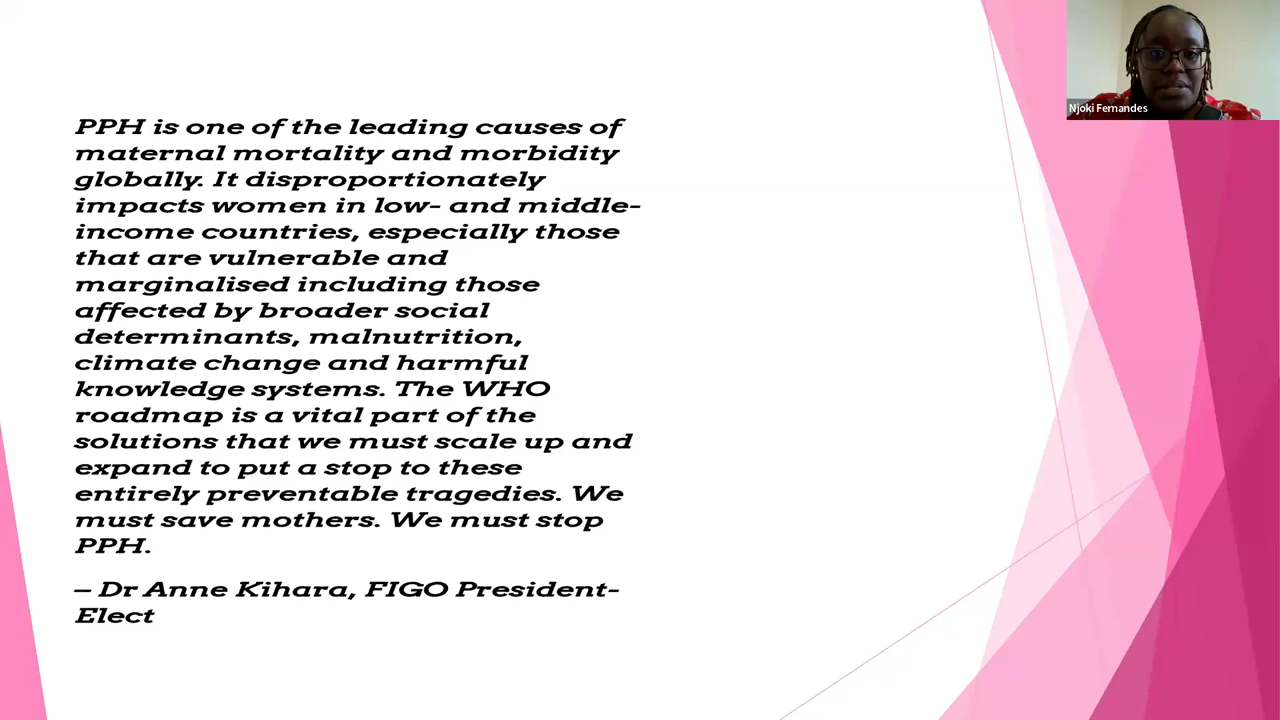 PPH is one of the leading causes of
maternal mortality and morbidity
globally. It disproportionately
impacts women in low- and middle-
income countries, especially those
that are vulnerable and
marginalised including those
affected by broader social
determinants, malnutrition,
climate change and harmful
knowledge systems. The WHO
roadmap is a vital part of the
solutions that we must scale up and
expand to put a stop to these
entirely preventable tragedies. We
must save mothers. We must stop
PPH.
– Dr Anne Kihara, FIGO President-
Elect
Njoki Fernandes